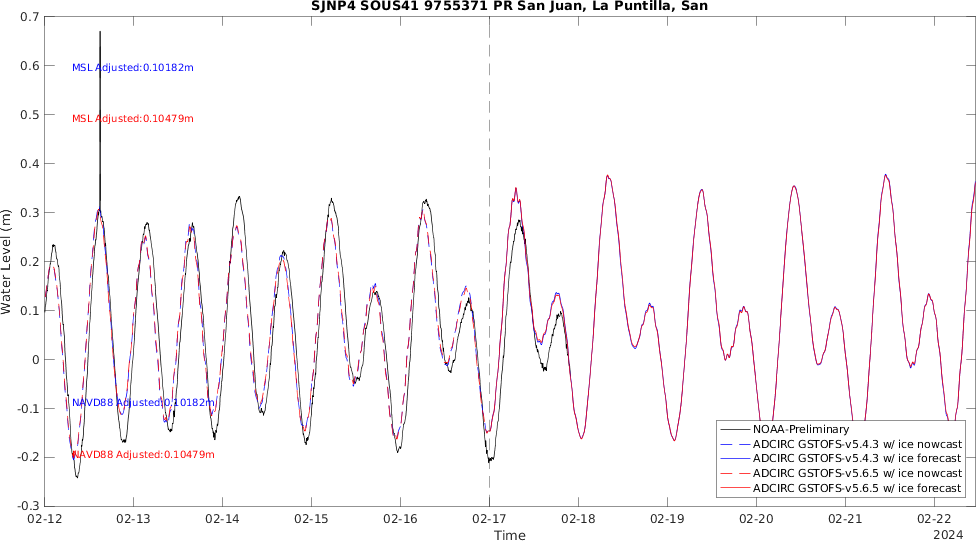 SJNP4 SOUS41 9755371 PR San Juan, La Puntilla, San
0.7
0.6
0.5
0.4
0.3
0.2
0.1
0
-0.1
-0.2
-0.3
Water Level (m)
MSL Adjusted:0.10182m
MSL Adjusted:0.10479m
NAVD88 Adjusted:0.10182m
NAVD88 Adjusted:0.10479m
NOAA-Preliminary
ADCIRC GSTOFS-v5.4.3 w/ ice nowcast
ADCIRC GSTOFS-v5.4.3 w/ ice forecast
ADCIRC GSTOFS-v5.6.5 w/ ice nowcast
ADCIRC GSTOFS-v5.6.5 w/ ice forecast
02-12 02-13 02-14 02-15 02-16 02-17 02-18 02-19 02-20 02-21 02-22
Time
2024